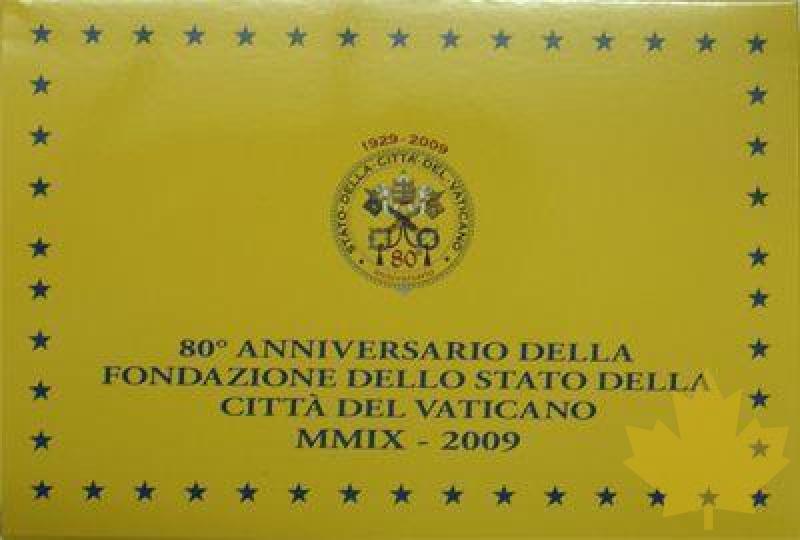 1929-2009
STATO·DELLA·CITTÀ·DEL·VATICANO
80
anniversario
80° ANNIVERSARIO DELLA
FONDAZIONE DELLO STATO DELLA
CITTÀ DEL VATICANO
MMIX - 2009